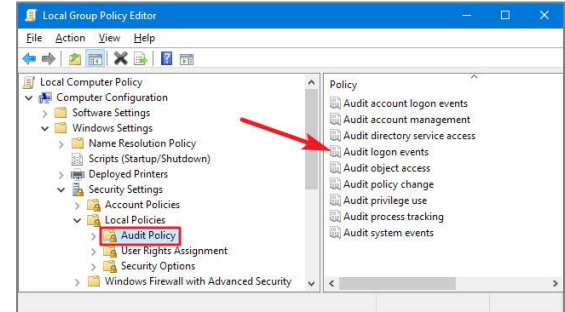 Local Group Policy Editor
File Action View Help
Local Computer Policy
Computer Configuration
Software Settings
Windows Settings
Name Resolution Policy
Scripts (Startup/Shutdown)
Deployed Printers
Security Settings
Account Policies
Local Policies
Audit Policy
User Rights Assignment
Security Options
Windows Firewall with Advanced Security
Policy
Audit account logon events
Audit account management
Audit directory service access
Audit logon events
Audit object access
Audit policy change
Audit privilege use
Audit process tracking
Audit system events